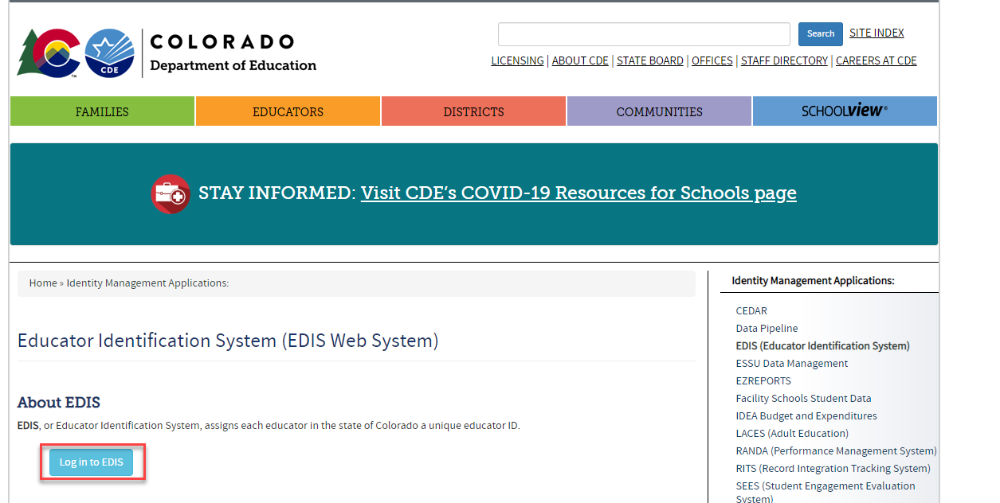 COLORADO
Department of Education
CDE
TM
Search
SITE INDEX
LICENSING | ABOUT CDE | STATE BOARD | OFFICES | STAFF DIRECTORY | CAREERS AT CDE
FAMILIES
EDUCATORS
DISTRICTS
COMMUNITIES
SCHOOLVIEW®
STAY INFORMED: Visit CDE's COVID-19 Resources for Schools page
Home » Identity Management Applications:
Educator Identification System (EDIS Web System)
About EDIS
EDIS, or Educator Identification System, assigns each educator in the state of Colorado a unique educator ID.
Log in to EDIS
Identity Management Applications:
CEDAR
Data Pipeline
EDIS (Educator Identification System)
ESSU Data Management
EZREPORTS
Facility Schools Student Data
IDEA Budget and Expenditures
LACES (Adult Education)
RANDA (Performance Management System)
RITS (Record Integration Tracking System)
SEES (Student Engagement Evaluation
System)